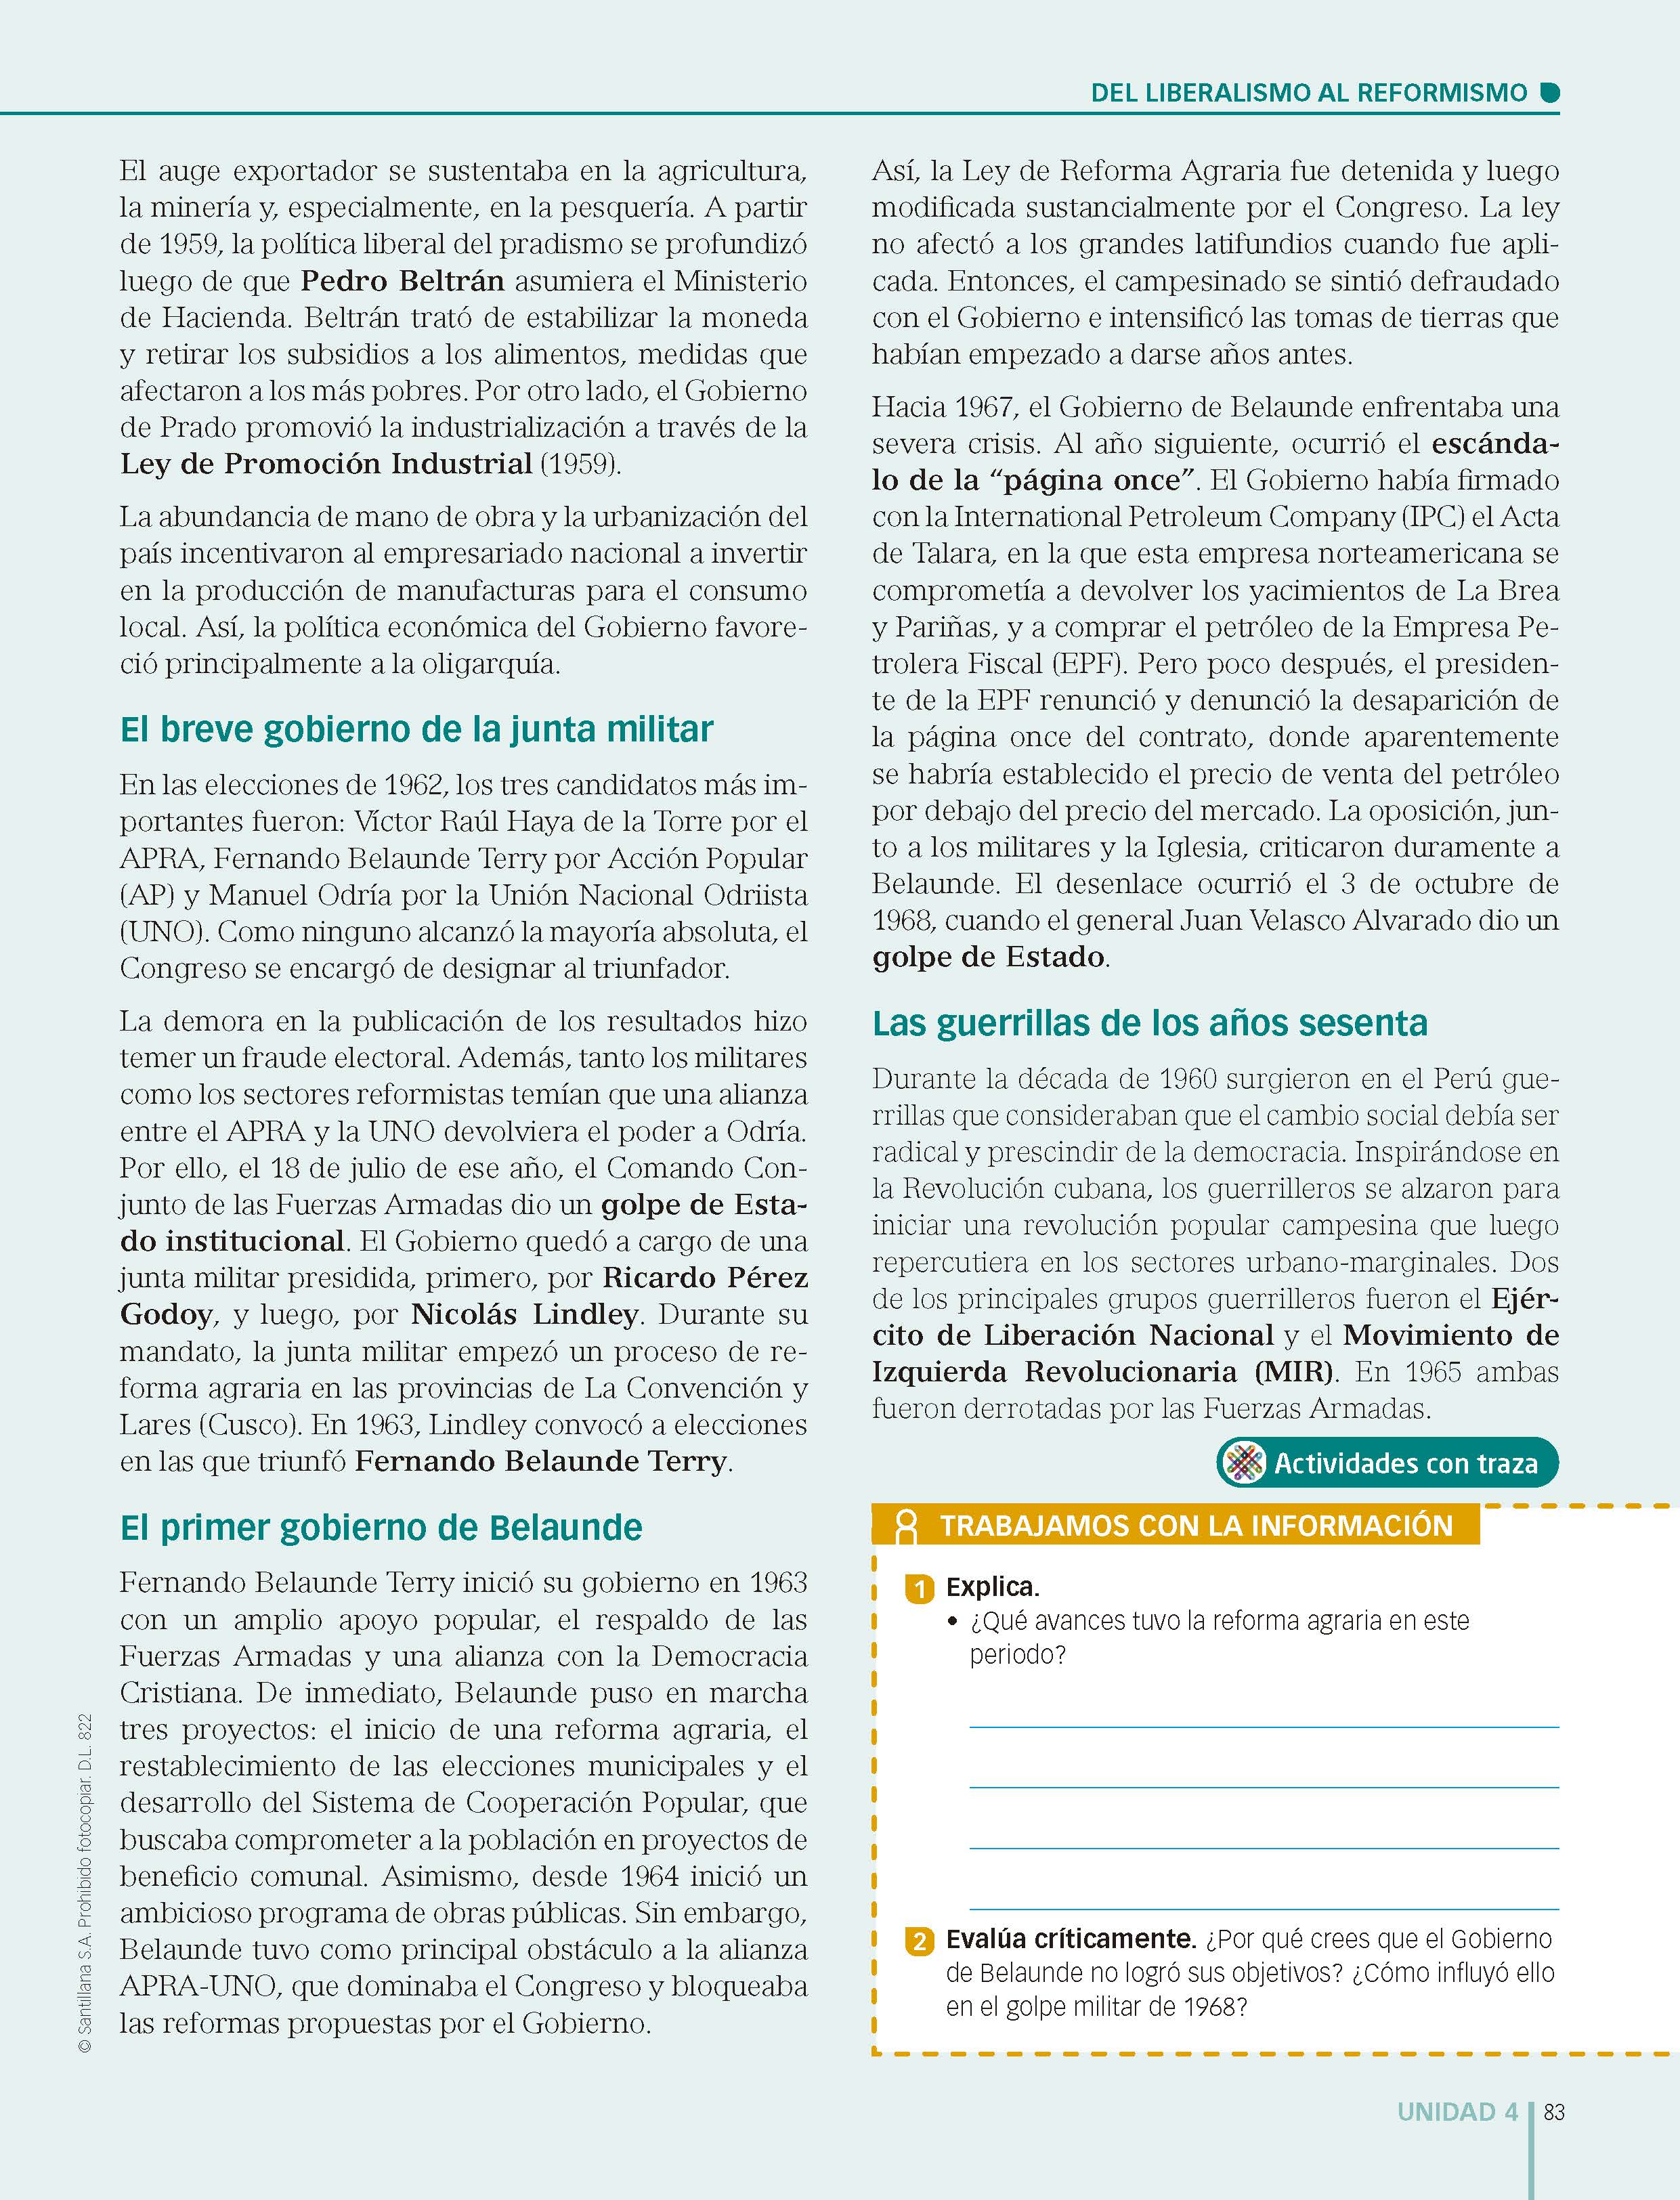 DEL LIBERALISMO AL REFORMISMO
El auge exportador se sustentaba en la agricultura,
la minería y, especialmente, en la pesquería. A partir
de 1959, la política liberal del pradismo se profundizó
luego de que Pedro Beltrán asumiera el Ministerio
de Hacienda. Beltrán trató de estabilizar la moneda
y retirar los subsidios a los alimentos, medidas que
afectaron a los más pobres. Por otro lado, el Gobierno
de Prado promovió la industrialización a través de la
Ley de Promoción Industrial (1959).
La abundancia de mano de obra y la urbanización del
país incentivaron al empresariado nacional a invertir
en la producción de manufacturas para el consumo
local. Así, la política económica del Gobierno favore-
ció principalmente a la oligarquía.
El breve gobierno de la junta militar
En las elecciones de 1962, los tres candidatos más im-
portantes fueron: Víctor Raúl Haya de la Torre por el
APRA, Fernando Belaunde Terry por Acción Popular
(AP) y Manuel Odría por la Unión Nacional Odriista
(UNO). Como ninguno alcanzó la mayoría absoluta, el
Congreso se encargó de designar al triunfador.
La demora en la publicación de los resultados hizo
temer un fraude electoral. Además, tanto los militares
como los sectores reformistas temían que una alianza
entre el APRA y la UNO devolviera el poder a Odría.
Por ello, el 18 de julio de ese año, el Comando Con-
junto de las Fuerzas Armadas dio un golpe de Esta-
do institucional. El Gobierno quedó a cargo de una
junta militar presidida, primero, por Ricardo Pérez
Godoy, y luego, por Nicolás Lindley. Durante su
mandato, la junta militar empezó un proceso de re-
forma agraria en las provincias de La Convención y
Lares (Cusco). En 1963, Lindley convocó a elecciones
en las que triunfó Fernando Belaunde Terry.
El primer gobierno de Belaunde
Fernando Belaunde Terry inició su gobierno en 1963
con un amplio apoyo popular, el respaldo de las
Fuerzas Armadas y una alianza con la Democracia
Cristiana. De inmediato, Belaunde puso en marcha
tres proyectos: el inicio de una reforma agraria, el
restablecimiento de las elecciones municipales y el
desarrollo del Sistema de Cooperación Popular, que
buscaba comprometer a la población en proyectos de
beneficio comunal. Asimismo, desde 1964 inició un
ambicioso programa de obras públicas. Sin embargo,
Belaunde tuvo como principal obstáculo a la alianza
APRA-UNO, que dominaba el Congreso y bloqueaba
las reformas propuestas por el Gobierno.
Así, la Ley de Reforma Agraria fue detenida y luego
modificada sustancialmente por el Congreso. La ley
no afectó a los grandes latifundios cuando fue apli-
cada. Entonces, el campesinado se sintió defraudado
con el Gobierno e intensificó las tomas de tierras que
habían empezado a darse años antes.
Hacia 1967, el Gobierno de Belaunde enfrentaba una
severa crisis. Al año siguiente, ocurrió el escánda-
lo de la “página once”. El Gobierno había firmado
con la International Petroleum Company (IPC) el Acta
de Talara, en la que esta empresa norteamericana se
comprometía a devolver los yacimientos de La Brea
y Pariñas, y a comprar el petróleo de la Empresa Pe-
trolera Fiscal (EPF). Pero poco después, el presiden-
te de la EPF renunció y denunció la desaparición de
la página once del contrato, donde aparentemente
se habría establecido el precio de venta del petróleo
por debajo del precio del mercado. La oposición, jun-
to a los militares y la Iglesia, criticaron duramente a
Belaunde. El desenlace ocurrió el 3 de octubre de
1968, cuando el general Juan Velasco Alvarado dio un
golpe de Estado.
Las guerrillas de los años sesenta
Durante la década de 1960 surgieron en el Perú gue-
rrillas que consideraban que el cambio social debía ser
radical y prescindir de la democracia. Inspirándose en
la Revolución cubana, los guerrilleros se alzaron para
iniciar una revolución popular campesina que luego
repercutiera en los sectores urbano-marginales. Dos
de los principales grupos guerrilleros fueron el Ejér-
cito de Liberación Nacional y el Movimiento de
Izquierda Revolucionaria (MIR). En 1965 ambas
fueron derrotadas por las Fuerzas Armadas.
Actividades con traza
TRABAJAMOS CON LA INFORMACIÓN
1 Explica.
• ¿Qué avances tuvo la reforma agraria en este
periodo?
2 Evalúa críticamente. ¿Por qué crees que el Gobierno
de Belaunde no logró sus objetivos? ¿Cómo influyó ello
en el golpe militar de 1968?
© Santillana S.A. Prohibido fotocopiar. D.L. 822
UNIDAD 4 83